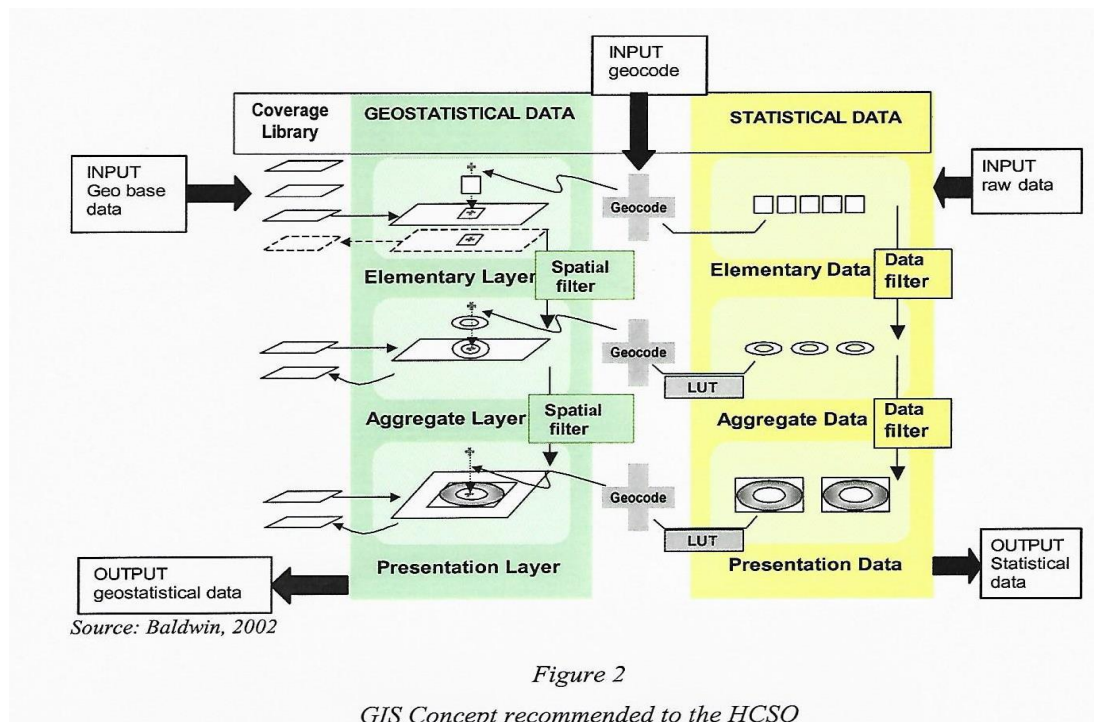 INPUT
geocode
Coverage
Library
GEOSTATISTICAL DATA
STATISTICAL DATA
INPUT
Geo base
data
INPUT
raw data
Geocode
Elementary Layer
Spatial
filter
Elementary Data
Data
filter
Geocode
LUT
Aggregate Layer
Spatial
filter
Aggregate Data
Data
filter
Geocode
LUT
Presentation Layer
Presentation Data
OUTPUT
geostatistical data
OUTPUT
Statistical
data
Source: Baldwin, 2002
Figure 2
GIS Concept recommended to the HCSO